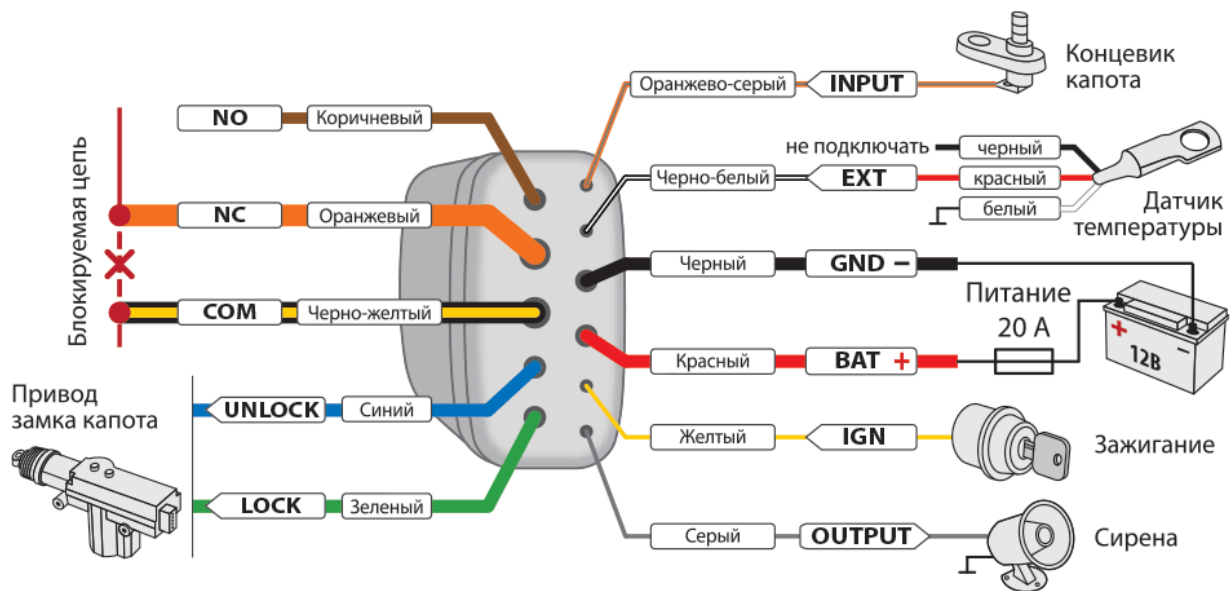 Блокируемая цепь
NO Коричневый
NC Оранжевый
COM Черно-желтый
Привод
замка капота
UNLOCK Синий
LOCK Зеленый
Оранжево-серый INPUT
Концевик
капота
не подключать черный
Черно-белый EXT красный
белый
Датчик
температуры
Черный GND −
Питание
20 А
Красный BAT +
+ 12В −
Желтый IGN
Зажигание
Серый OUTPUT
Сирена